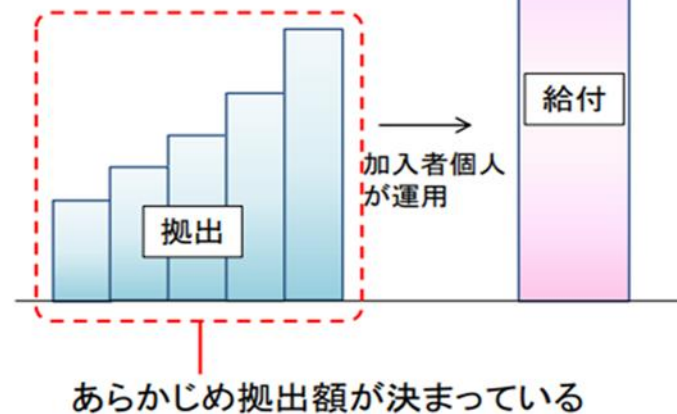 給付
加入者個人
が運用
拠出
あらかじめ拠出額が決まっている